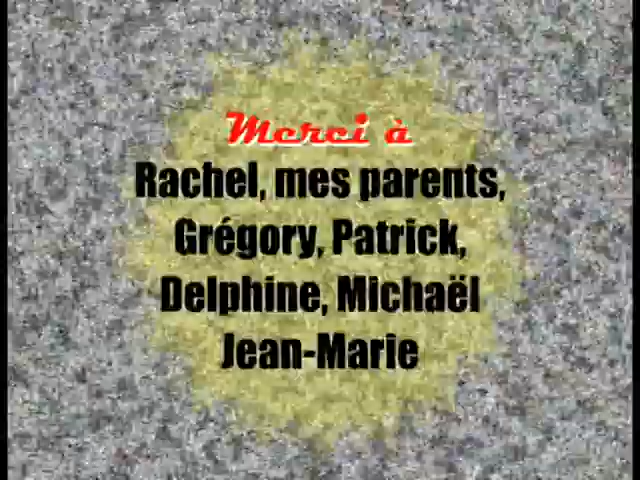 Merci à
Rachel, mes parents,
Grégory, Patrick,
Delphine, Michaël
Jean-Marie